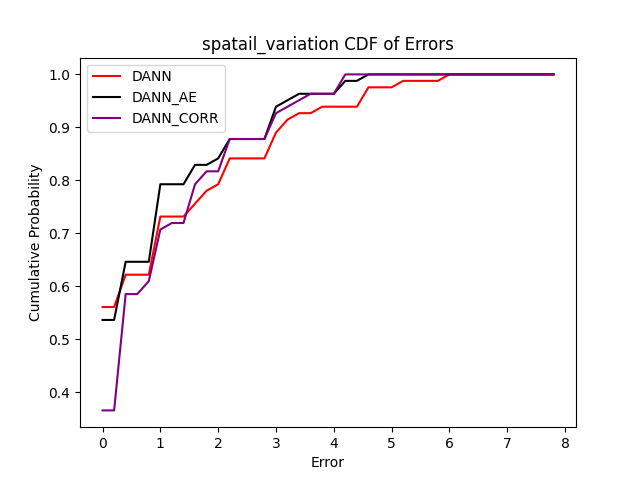 spatail_variation CDF of Errors
DANN
DANN_AE
DANN_CORR
Cumulative Probability
1.0
0.9
0.8
0.7
0.6
0.5
0.4
0 1 2 3 4 5 6 7 8
Error